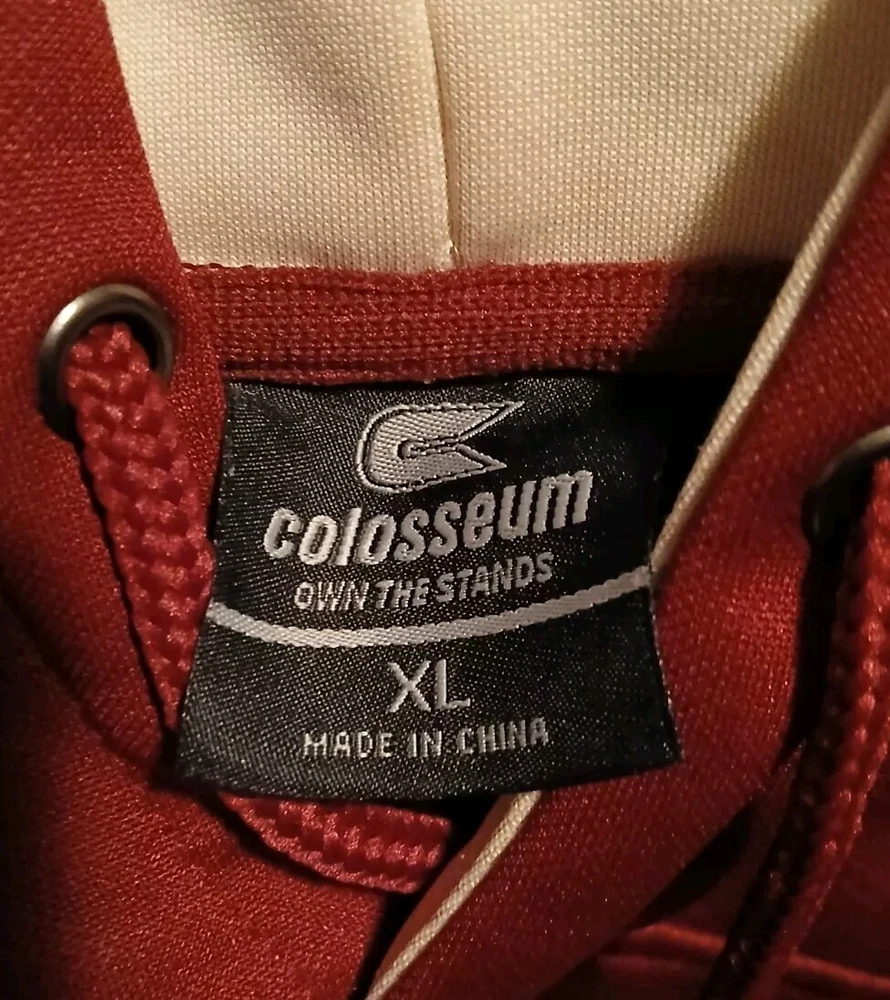 colosseum
OWN THE STANDS
XL
MADE IN CHINA